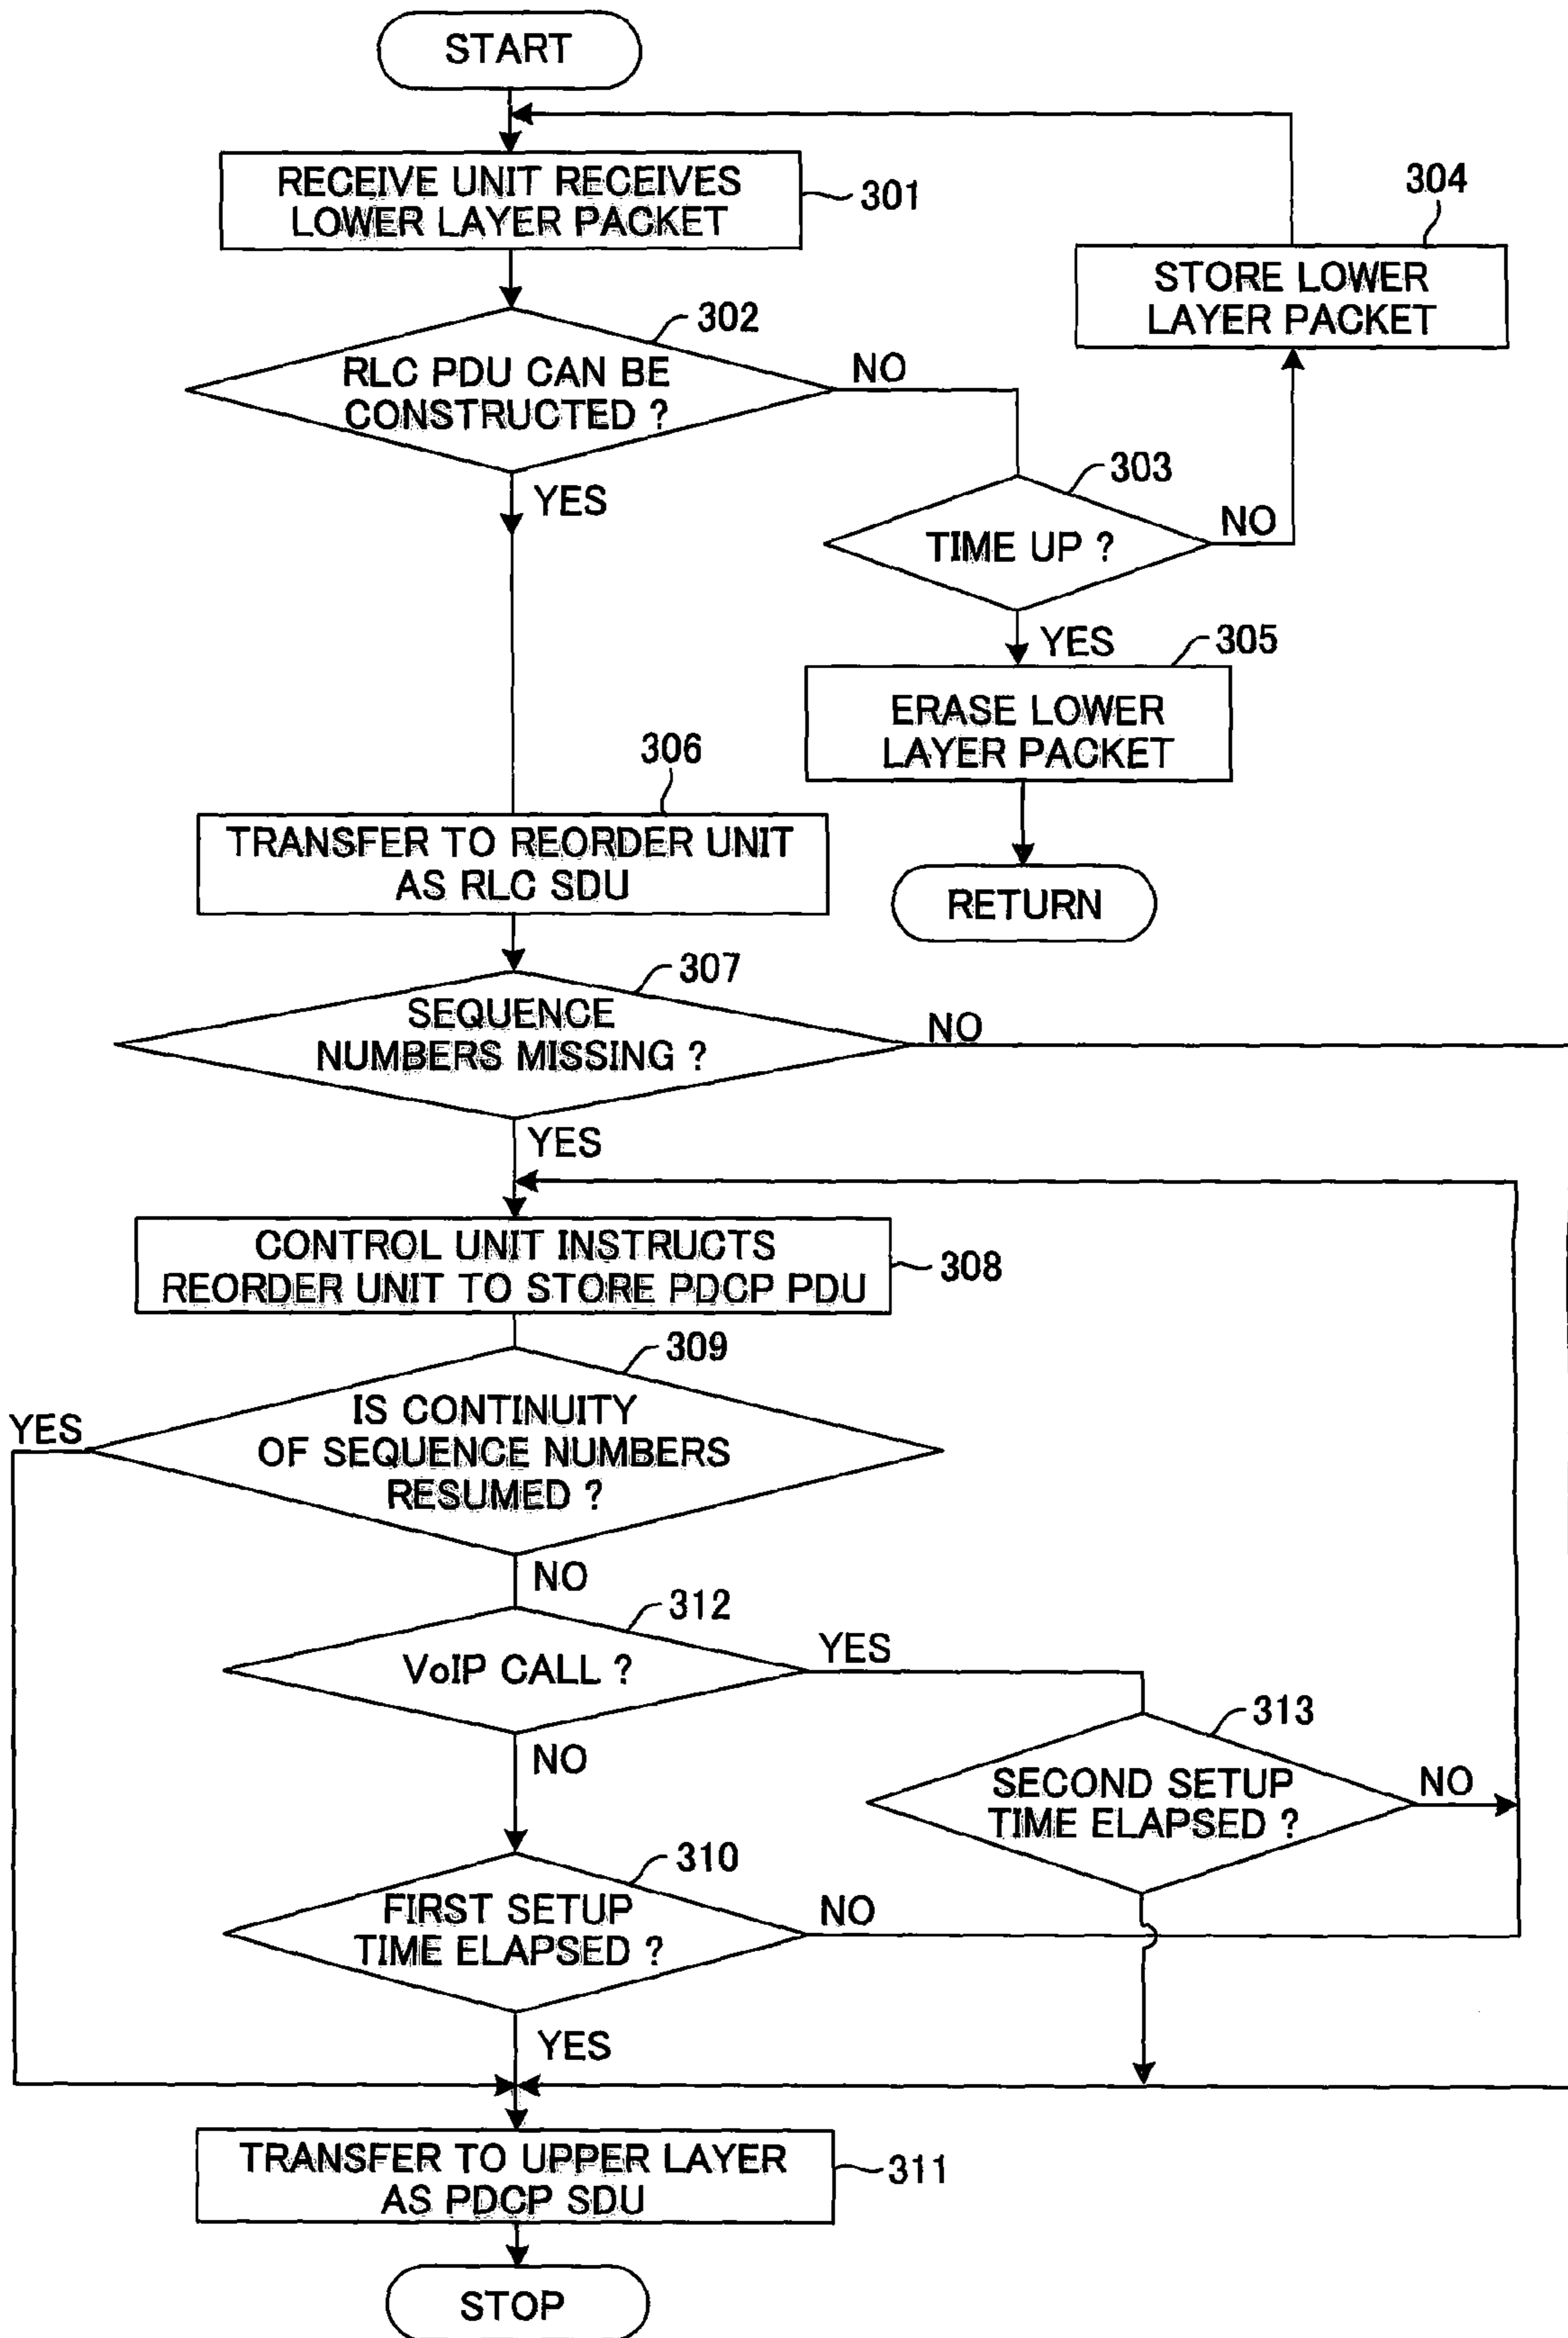 START
RECEIVE UNIT RECEIVES
LOWER LAYER PACKET
301
304
STORE LOWER
LAYER PACKET
302
RLC PDU CAN BE
CONSTRUCTED ?
NO
YES
303
TIME UP ?
NO
YES
305
ERASE LOWER
LAYER PACKET
RETURN
306
TRANSFER TO REORDER UNIT
AS RLC SDU
307
SEQUENCE
NUMBERS MISSING ?
NO
YES
CONTROL UNIT INSTRUCTS
REORDER UNIT TO STORE PDCP PDU
308
309
IS CONTINUITY
OF SEQUENCE NUMBERS
RESUMED ?
YES
NO
312
VoIP CALL ?
YES
NO
313
SECOND SETUP
TIME ELAPSED ?
NO
310
FIRST SETUP
TIME ELAPSED ?
NO
YES
TRANSFER TO UPPER LAYER
AS PDCP SDU
311
STOP